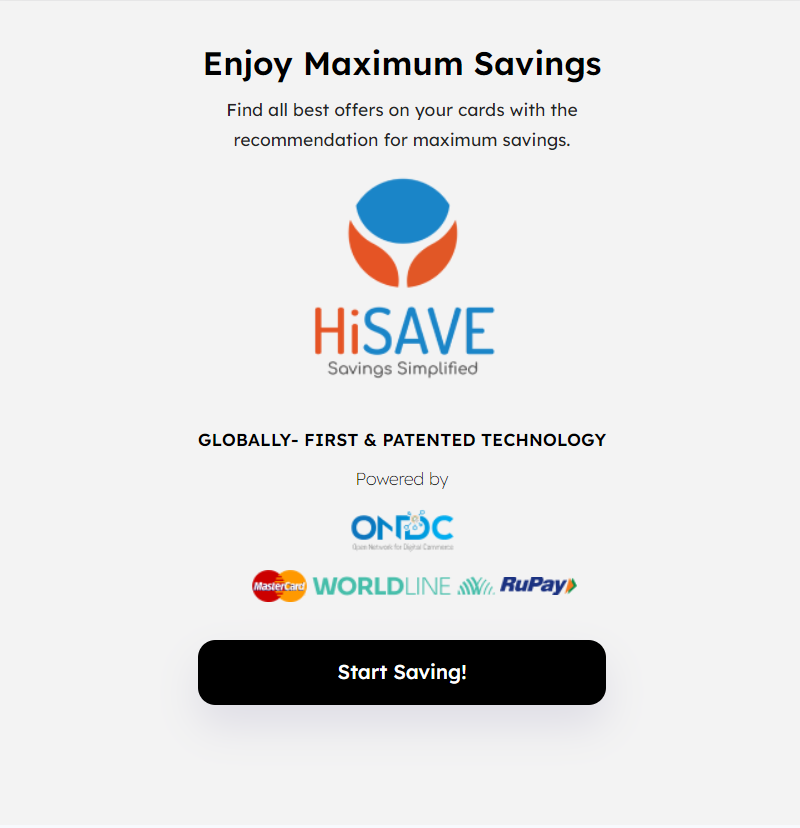 Enjoy Maximum Savings
Find all best offers on your cards with the
recommendation for maximum savings.
HiSAVE
Savings Simplified
GLOBALLY- FIRST & PATENTED TECHNOLOGY
Powered by
ONDC
Open Network for Digital Commerce
MasterCard WORLDLINE RuPay
Start Saving!